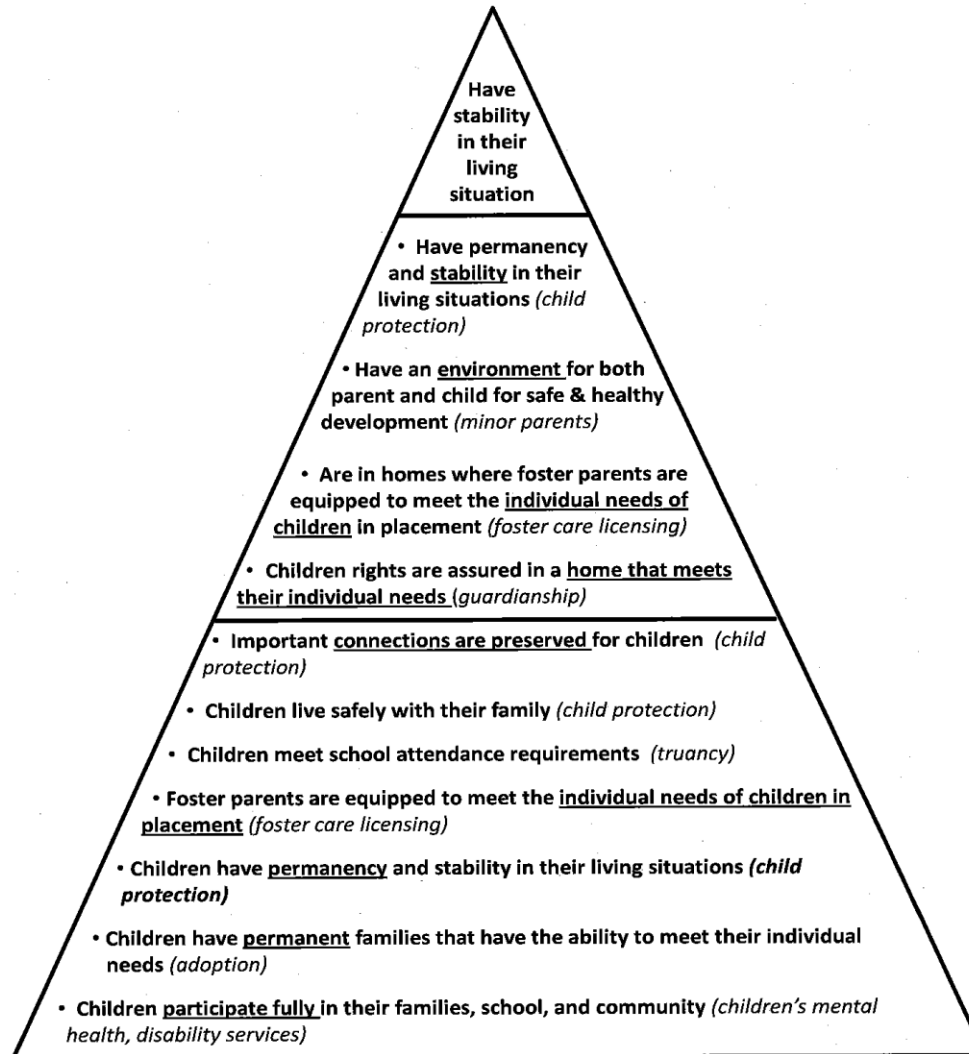 Have
stability
in their
living
situation
• Have permancy
and stability in their
living situations (child
protection)
• Have an environment for both
parent and child for safe & healthy
development (minor parents)
• Are in homes where foster parents are
equipped to meet the individual needs of
children in placement (foster care licensing)
• Children rights are assured in a home that meets
their individual needs (guardianship)
• Important connections are preserved for children (child
protection)
• Children live safely with their family (child protection)
• Children meet school attendance requirements (truancy)
• Foster parents are equipped to meet the individual needs of children in
placement (foster care licensing)
• Children have permanency and stability in their living situations (child
protection)
• Children have permanent families that have the ability to meet their individual
needs (adoption)
• Children participate fully in their families, school, and community (children's mental
health, disability services)